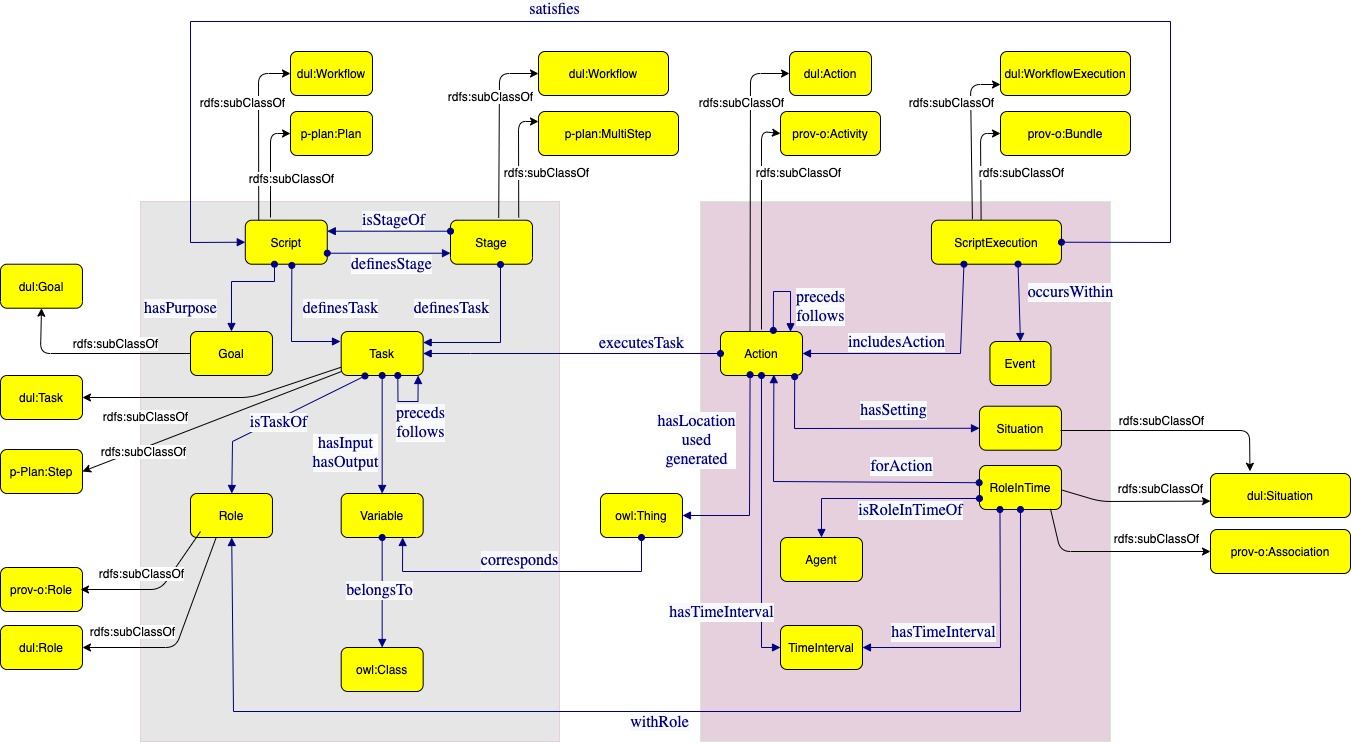 satisfies
dul:Workflow
dul:Workflow
dul:Action
dul:WorkflowExecution
rdfs:subClassOf
rdfs:subClassOf
rdfs:subClassOf
rdfs:subClassOf
p-plan:Plan
p-plan:MultiStep
prov-o:Activity
prov-o:Bundle
rdfs:subClassOf
rdfs:subClassOf
rdfs:subClassOf
rdfs:subClassOf
isStageOf
Script
Stage
ScriptExecution
definesStage
dul:Goal
hasPurpose
definesTask
definesTask
preceds
follows
occursWithin
rdfs:subClassOf
Goal
Task
executesTask
Action
includesAction
Event
dul:Task
rdfs:subClassOf
isTaskOf
preceds
follows
hasLocation
used
generated
hasSetting
Situation
rdfs:subClassOf
p-Plan:Step
rdfs:subClassOf
hasInput
hasOutput
forAction
RoleInTime
rdfs:subClassOf
dul:Situation
Role
Variable
owl:Thing
isRoleInTimeOf
rdfs:subClassOf
prov-o:Association
Agent
corresponds
prov-o:Role
rdfs:subClassOf
belongsTo
hasTimeInterval
dul:Role
rdfs:subClassOf
hasTimeInterval
TimeInterval
owl:Class
withRole